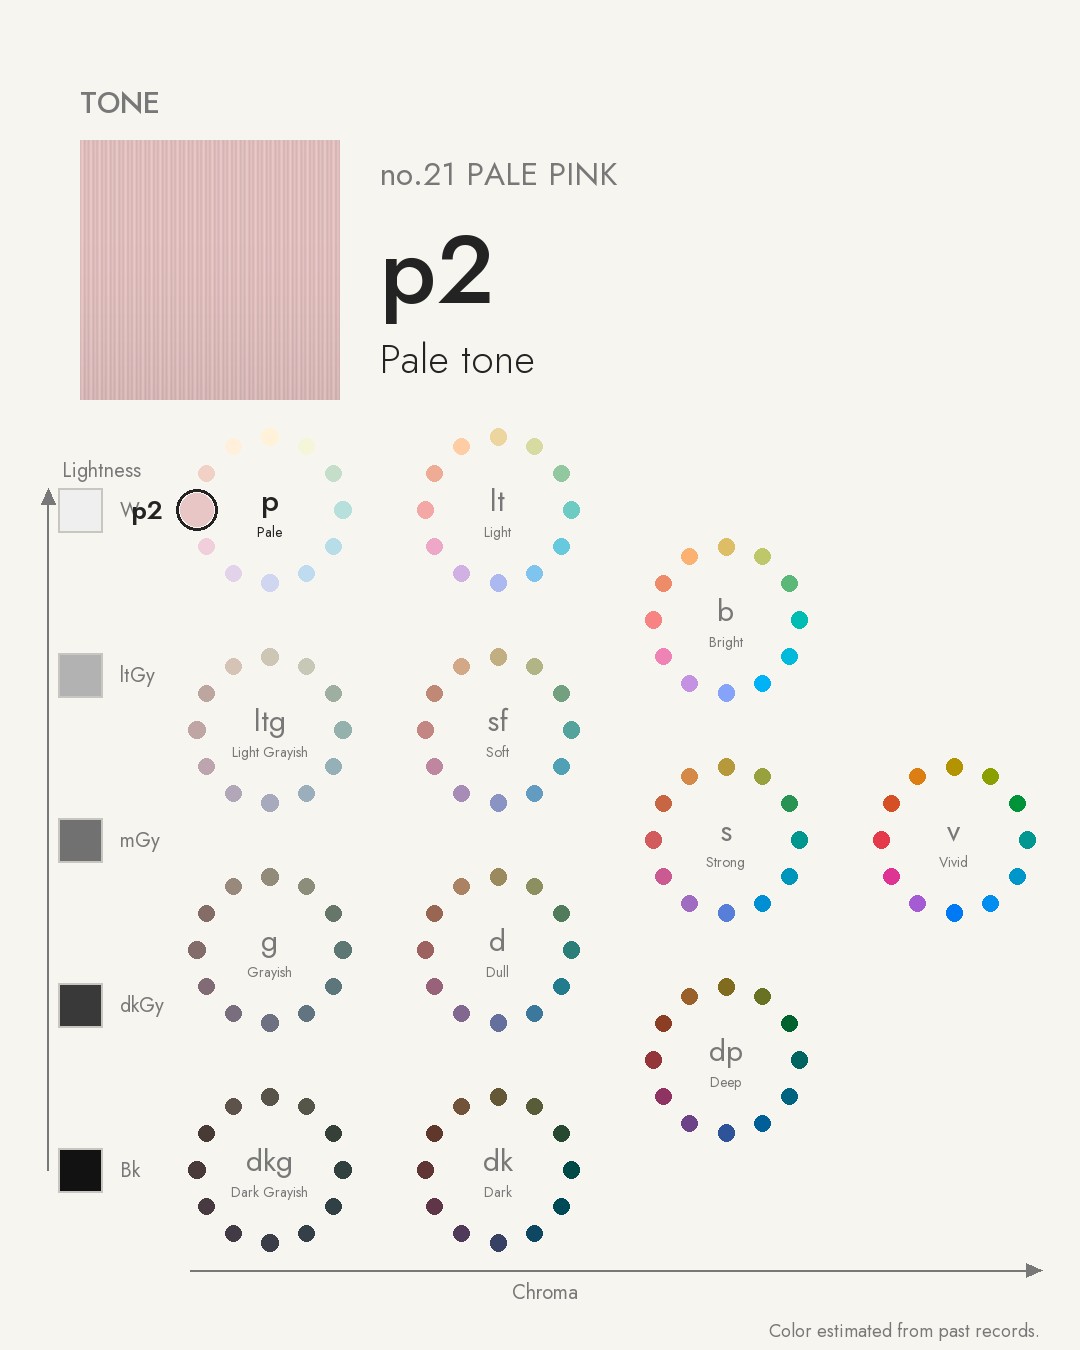 TONE
no.21 PALE PINK
p2
Pale tone
Lightness
W
p2
p
Pale
lt
Light
b
Bright
ltGy
ltg
Light Grayish
sf
Soft
mGy
s
Strong
v
Vivid
g
Grayish
d
Dull
dkGy
dp
Deep
Bk
dkg
Dark Grayish
dk
Dark
Chroma
Color estimated from past records.